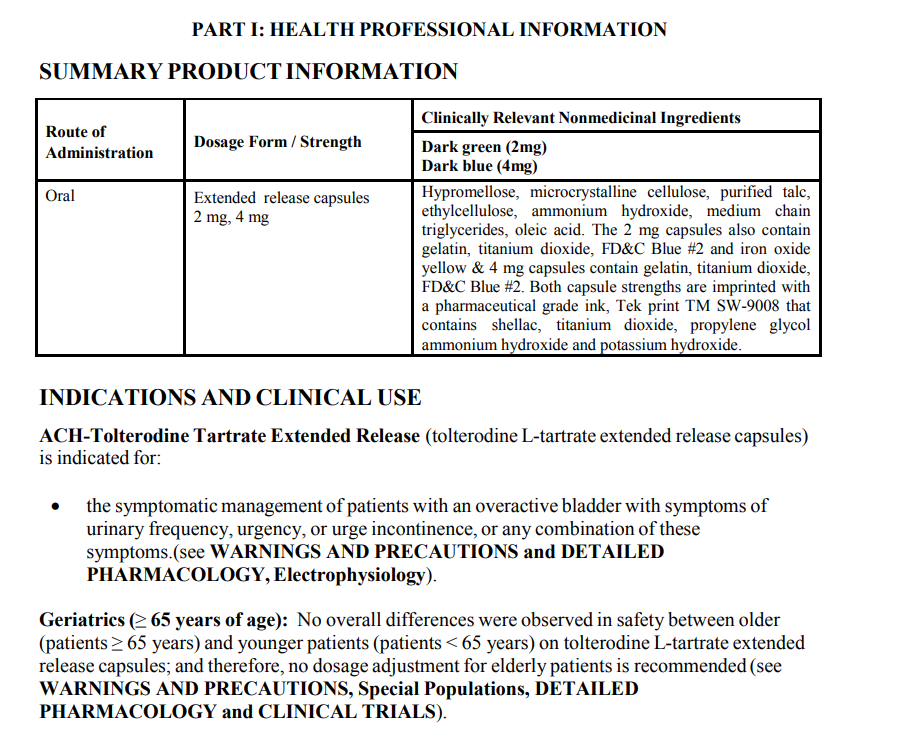 PART I: HEALTH PROFESSIONAL INFORMATION
SUMMARY PRODUCT INFORMATION
Route of
Administration
Dosage Form / Strength
Clinically Relevant Nonmedicinal Ingredients
Dark green (2mg)
Dark blue (4mg)
Oral
Extended release capsules
2 mg, 4 mg
Hypromellose, microcrystalline cellulose, purified talc,
ethylcellulose, ammonium hydroxide, medium chain
triglycerides, oleic acid. The 2 mg capsules also contain
gelatin, titanium dioxide, FD&C Blue #2 and iron oxide
yellow & 4 mg capsules contain gelatin, titanium dioxide,
FD&C Blue #2. Both capsule strengths are imprinted with
a pharmaceutical grade ink, Tek print TM SW-9008 that
contains shellac, titanium dioxide, propylene glycol
ammonium hydroxide and potassium hydroxide.
INDICATIONS AND CLINICAL USE
ACH-Tolterodine Tartrate Extended Release (tolterodine L-tartrate extended release capsules)
is indicated for:
• the symptomatic management of patients with an overactive bladder with symptoms of
urinary frequency, urgency, or urge incontinence, or any combination of these
symptoms.(see WARNINGS AND PRECAUTIONS and DETAILED
PHARMACOLOGY, Electrophysiology).
Geriatrics (≥ 65 years of age): No overall differences were observed in safety between older
(patients ≥ 65 years) and younger patients (patients < 65 years) on tolterodine L-tartrate extended
release capsules; and therefore, no dosage adjustment for elderly patients is recommended (see
WARNINGS AND PRECAUTIONS, Special Populations, DETAILED
PHARMACOLOGY and CLINICAL TRIALS).